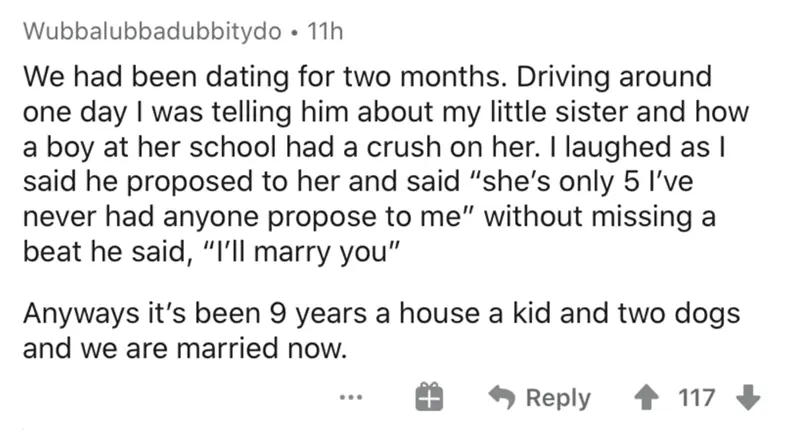 Wubbalubbadubbitydo • 11h
We had been dating for two months. Driving around
one day I was telling him about my little sister and how
a boy at her school had a crush on her. I laughed as I
said he proposed to her and said “she’s only 5 I’ve
never had anyone propose to me” without missing a
beat he said, “I’ll marry you”
Anyways it’s been 9 years a house a kid and two dogs
and we are married now.
Reply 117